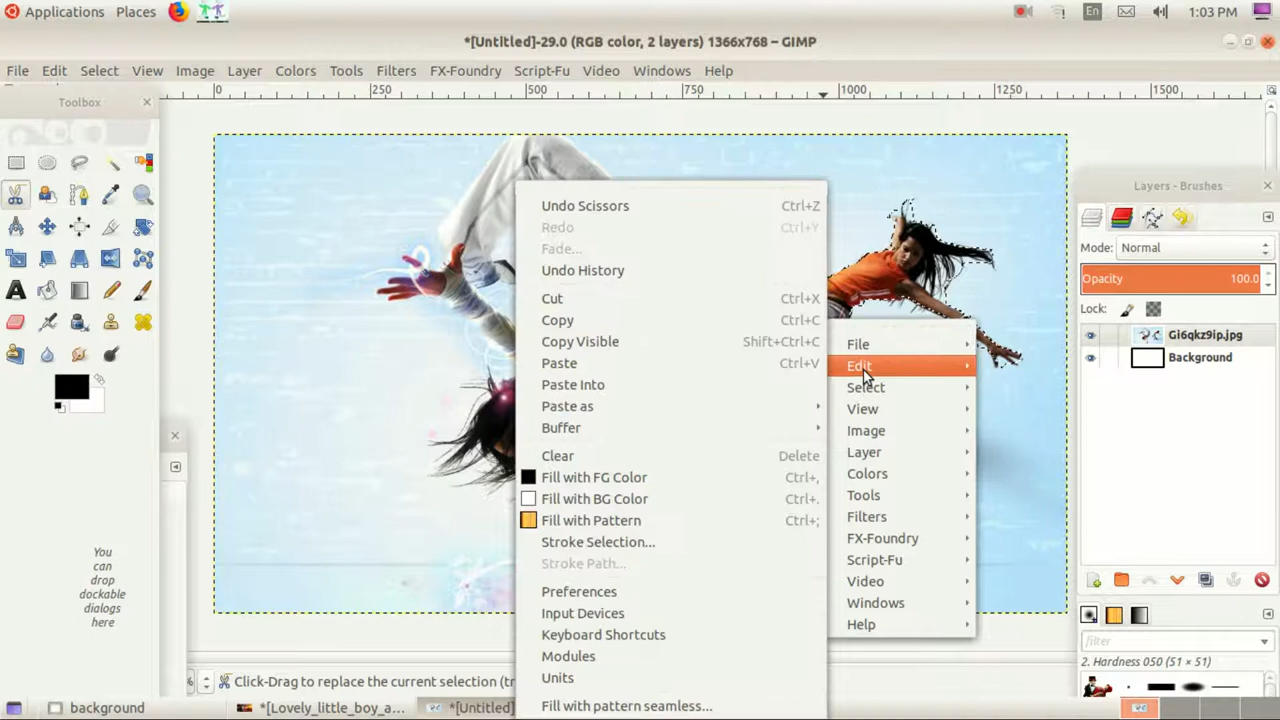 Applications Places
En
1:03 PM
*[Untitled]-29.0 (RGB color, 2 layers) 1366x768 – GIMP
File Edit Select View Image Layer Colors Tools Filters FX-Foundry Script-Fu Video Windows Help
Toolbox
0 250 500 750 1000 1250 1500
Layers - Brushes
Mode: Normal
Opacity 100.0
Lock:
Gi6qkz9ip.jpg
Background
Undo Scissors Ctrl+Z
Redo Ctrl+Y
Fade...
Undo History
Cut Ctrl+X
Copy Ctrl+C
Copy Visible Shift+Ctrl+C
Paste Ctrl+V
Paste Into
Paste as
Buffer
Clear Delete
Fill with FG Color Ctrl+,
Fill with BG Color Ctrl+.
Fill with Pattern Ctrl+;
Stroke Selection...
Stroke Path...
Preferences
Input Devices
Keyboard Shortcuts
Modules
Units
Fill with pattern seamless...
File
Edit
Select
View
Image
Layer
Colors
Tools
Filters
FX-Foundry
Script-Fu
Video
Windows
Help
You
can
drop
dockable
dialogs
here
filter
2. Hardness 050 (51 × 51)
% Click-Drag to replace the current selection (tr
background
*[Lovely_little_boy_a...
*[Untitled]